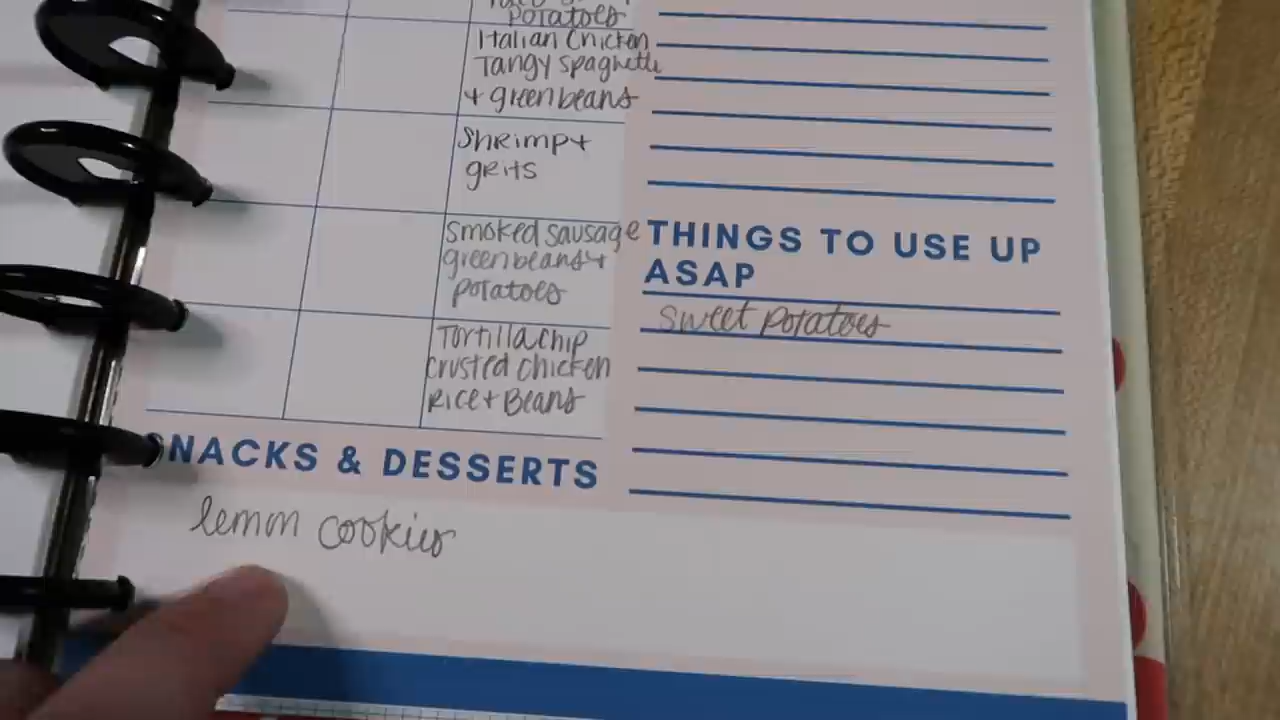 potatoes
Italian Chicken
Tangy spaghetti
+ green beans
Shrimp +
grits
smoked sausage
green beans +
potatoes
Tortilla chip
crusted chicken
Rice + Beans
THINGS TO USE UP
ASAP
sweet potatoes
SNACKS & DESSERTS
lemon cookies